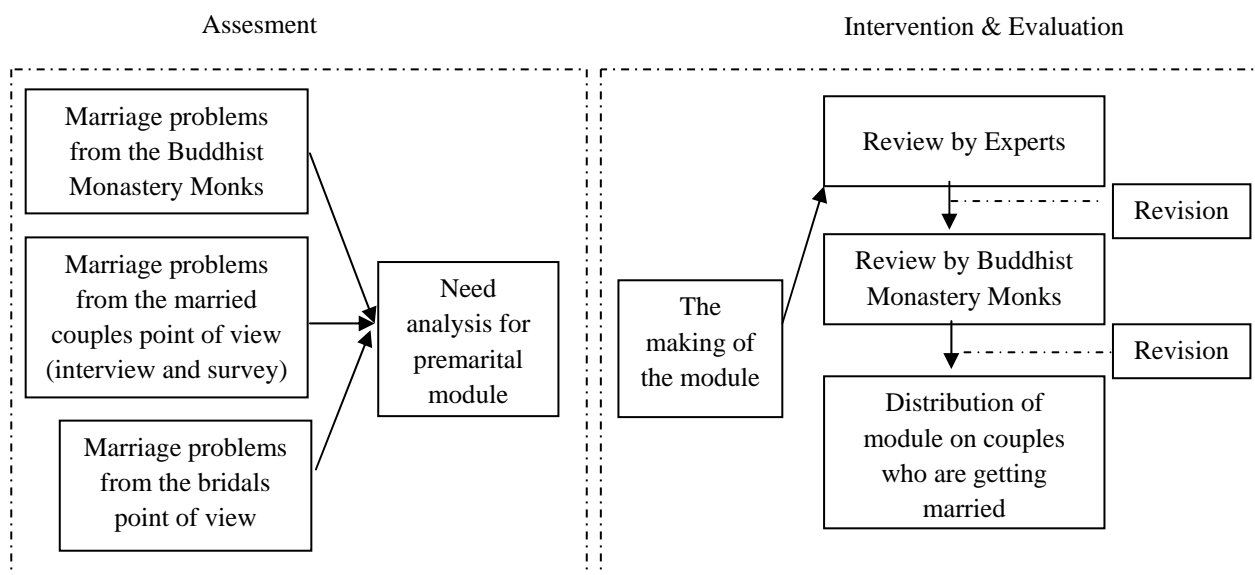 Assesment
Intervention & Evaluation
Marriage problems
from the Buddhist
Monastery Monks
Marriage problems
from the married
couples point of view
(interview and survey)
Marriage problems
from the bridals
point of view
Need
analysis for
premarital
module
The
making of
the module
Review by Experts
Revision
Review by Buddhist
Monastery Monks
Revision
Distribution of
module on couples
who are getting
married